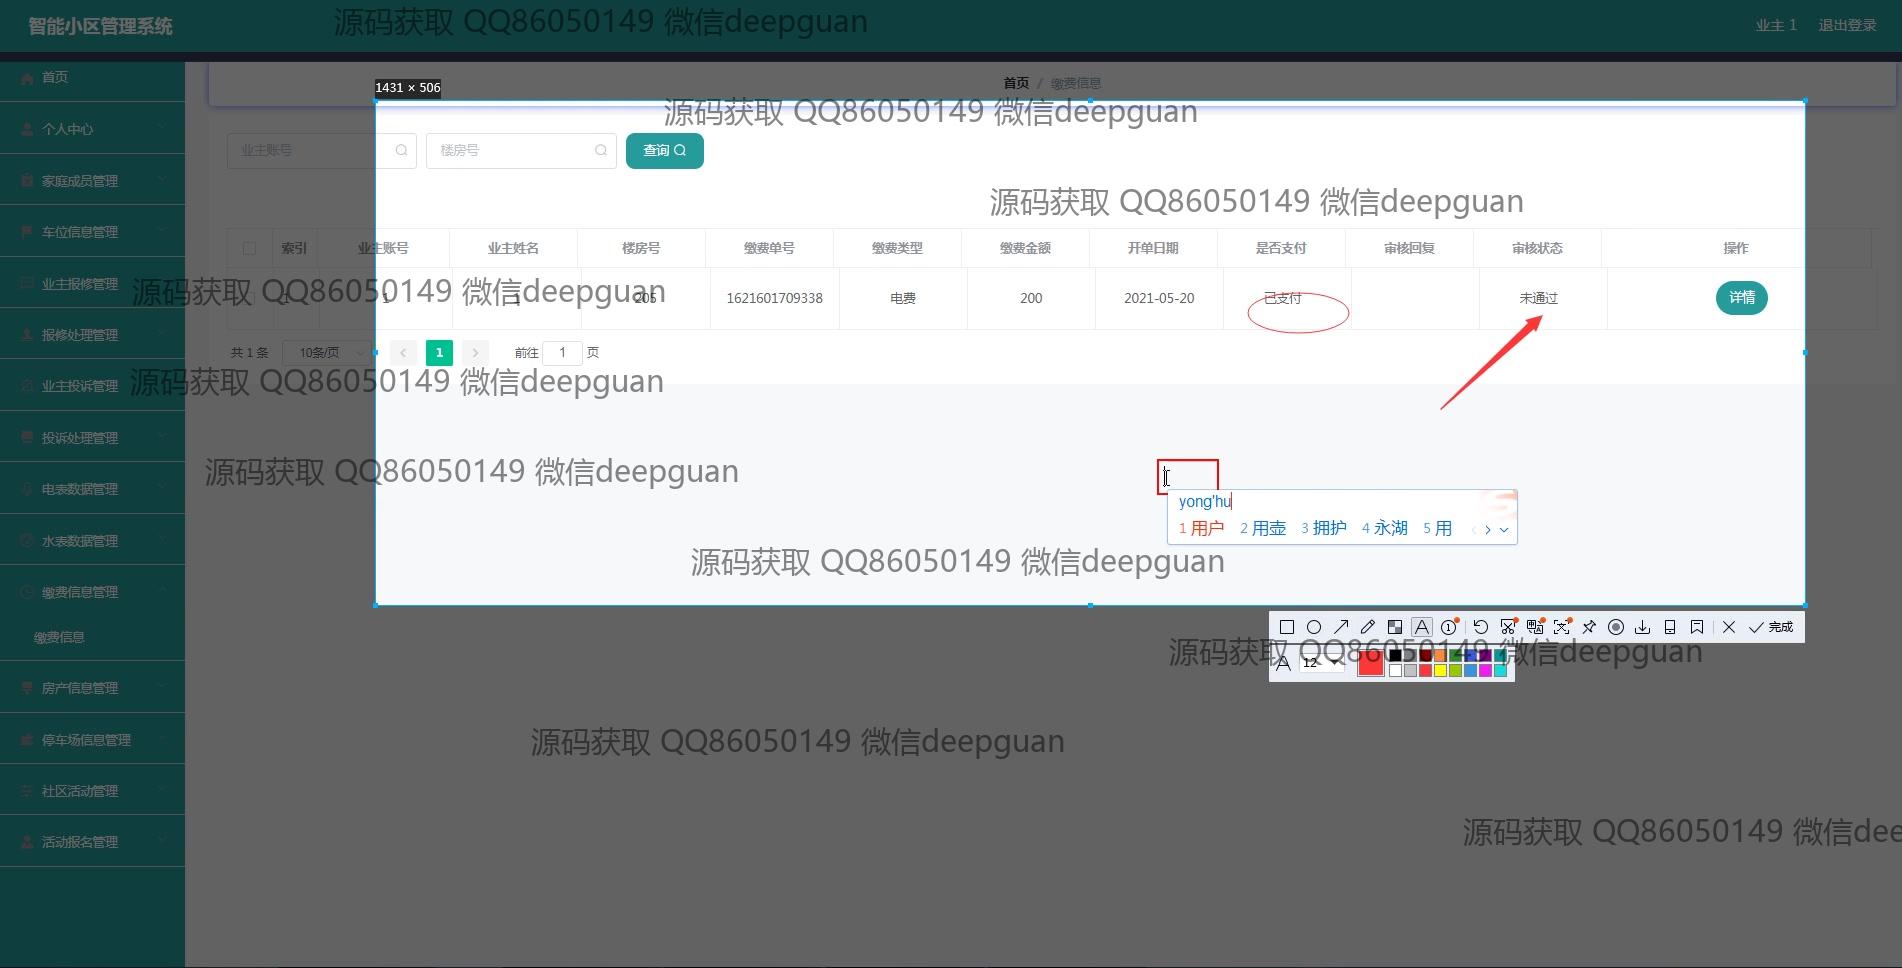 智能小区管理系统
源码获取 QQ86050149 微信deepguan
业主 1 退出登录
首页
首页 / 缴费信息
1431 × 506
源码获取 QQ86050149 微信deepguan
个人中心
业主账号 楼房号 查询
家庭成员管理
源码获取 QQ86050149 微信deepguan
车位信息管理
索引 业主账号 业主姓名 楼房号 缴费单号 缴费类型 缴费金额 开单日期 是否支付 审核回复 审核状态 操作
业主报修管理
源码获取 QQ86050149 微信deepguan
1 1 1 205 1621601709338 电费 200 2021-05-20 已支付 未通过 详情
报修处理管理
共 1 条 10条/页 1 前往 1 页
业主投诉管理
源码获取 QQ86050149 微信deepguan
投诉处理管理
源码获取 QQ86050149 微信deepguan
电表数据管理
yong'hu
1 用户 2 用壶 3 拥护 4 永湖 5 用
水表数据管理
源码获取 QQ86050149 微信deepguan
缴费信息管理
缴费信息
完成
源码获取 QQ86050149 微信deepguan
12
房产信息管理
停车场信息管理
源码获取 QQ86050149 微信deepguan
社区活动管理
活动报名管理
源码获取 QQ86050149 微信dee